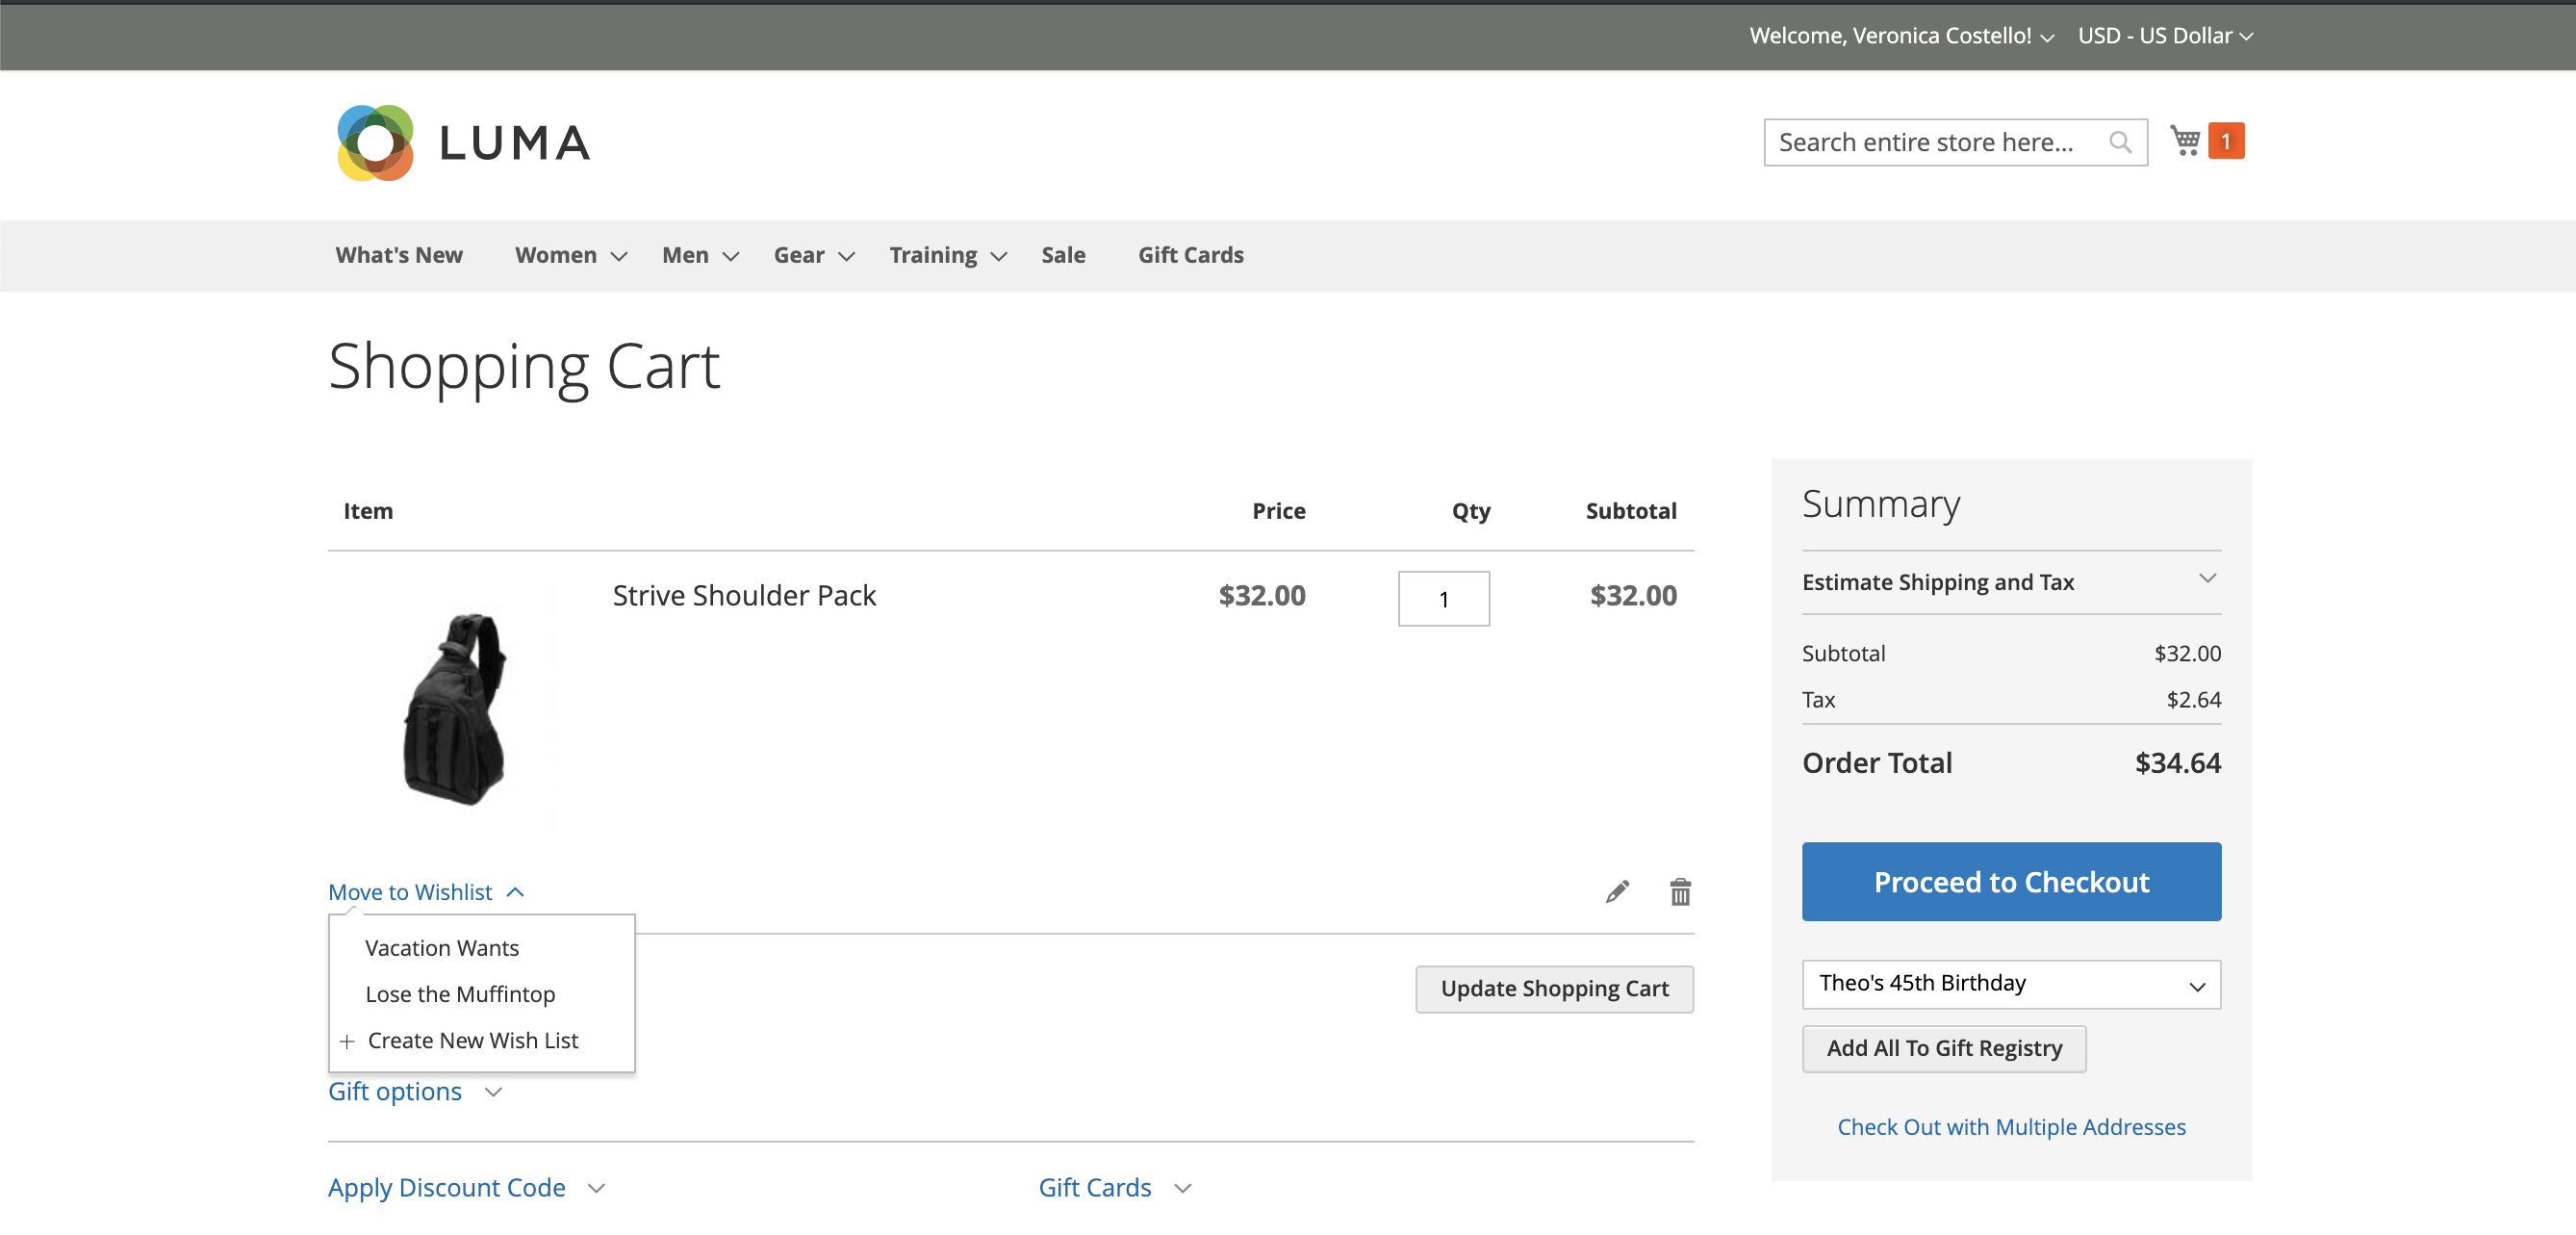 Welcome, Veronica Costello! USD - US Dollar
LUMA
Search entire store here... 1
What's New Women Men Gear Training Sale Gift Cards
Shopping Cart
Item Price Qty Subtotal
Strive Shoulder Pack $32.00 1 $32.00
Move to Wishlist
Vacation Wants
Lose the Muffintop
Create New Wish List
Update Shopping Cart
Gift options
Apply Discount Code Gift Cards
Summary
Estimate Shipping and Tax
Subtotal $32.00
Tax $2.64
Order Total $34.64
Proceed to Checkout
Theo's 45th Birthday
Add All To Gift Registry
Check Out with Multiple Addresses